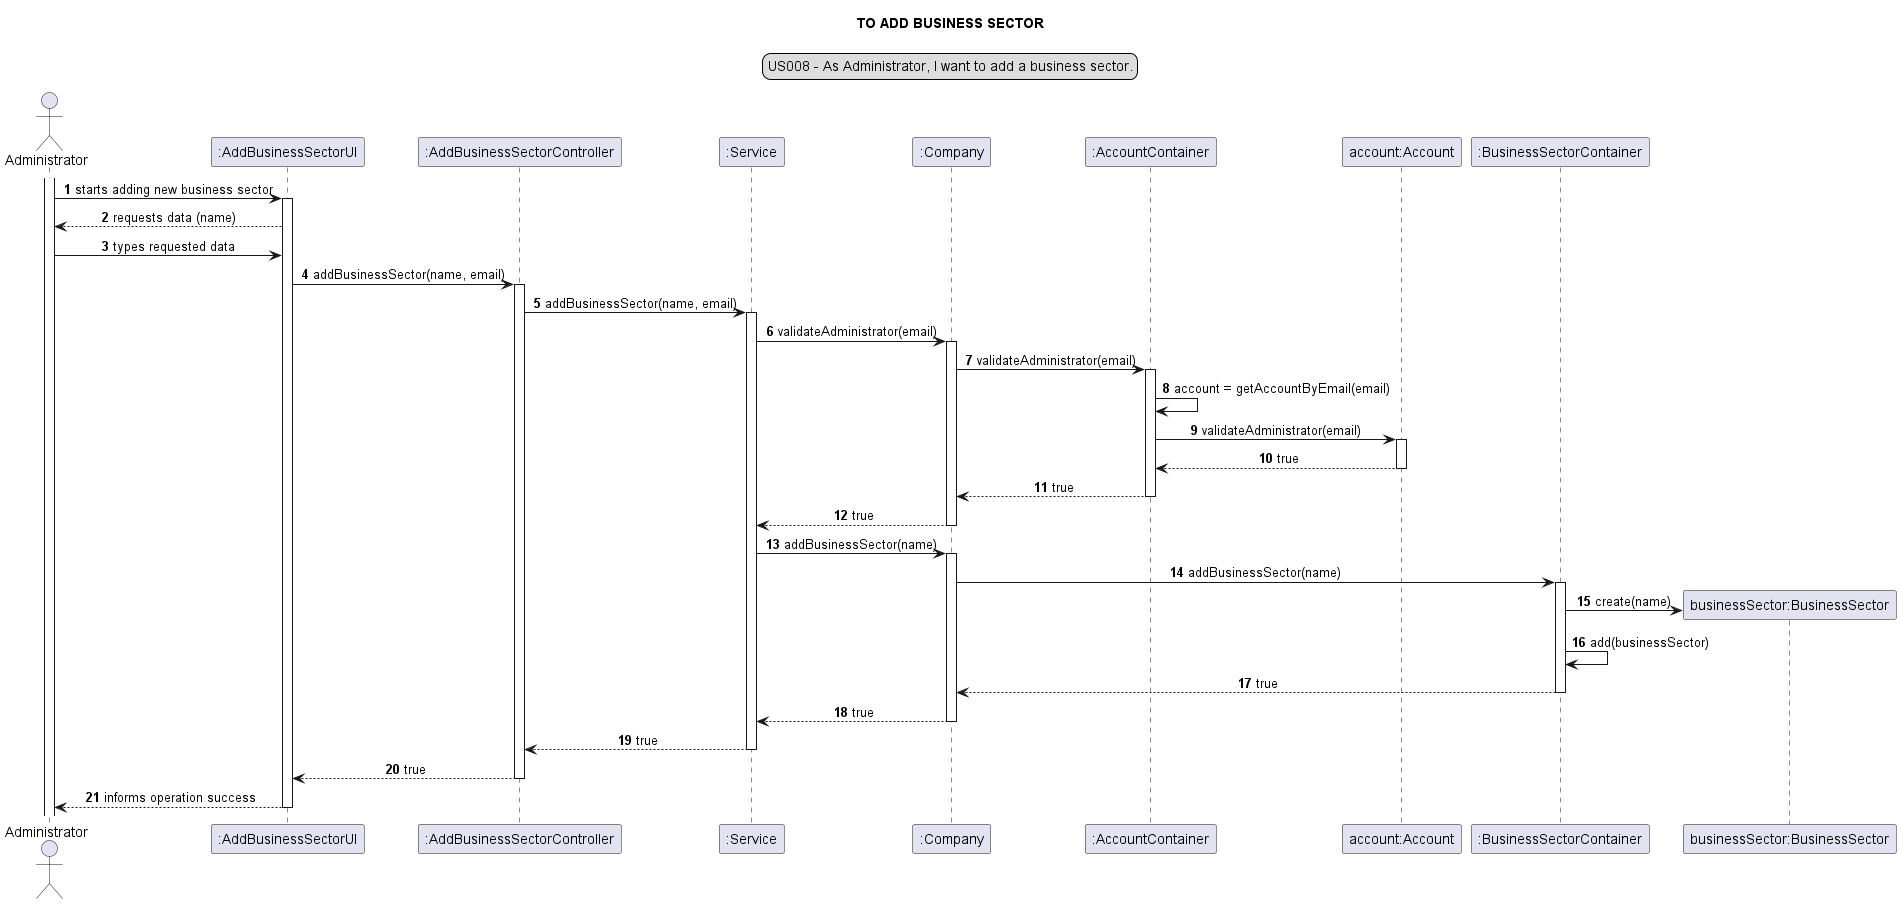 TO ADD BUSINESS SECTOR
US008 - As Administrator, I want to add a business sector.
Administrator
:AddBusinessSectorUI
:AddBusinessSectorController
:Service
:Company
:AccountContainer
account:Account
:BusinessSectorContainer
1 starts adding new business sector
2 requests data (name)
3 types requested data
4 addBusinessSector(name, email)
5 addBusinessSector(name, email)
6 validateAdministrator(email)
7 validateAdministrator(email)
8 account = getAccountByEmail(email)
9 validateAdministrator(email)
10 true
11 true
12 true
13 addBusinessSector(name)
14 addBusinessSector(name)
15 create(name)
businessSector:BusinessSector
16 add(businessSector)
17 true
18 true
19 true
20 true
21 informs operation success
Administrator
:AddBusinessSectorUI
:AddBusinessSectorController
:Service
:Company
:AccountContainer
account:Account
:BusinessSectorContainer
businessSector:BusinessSector